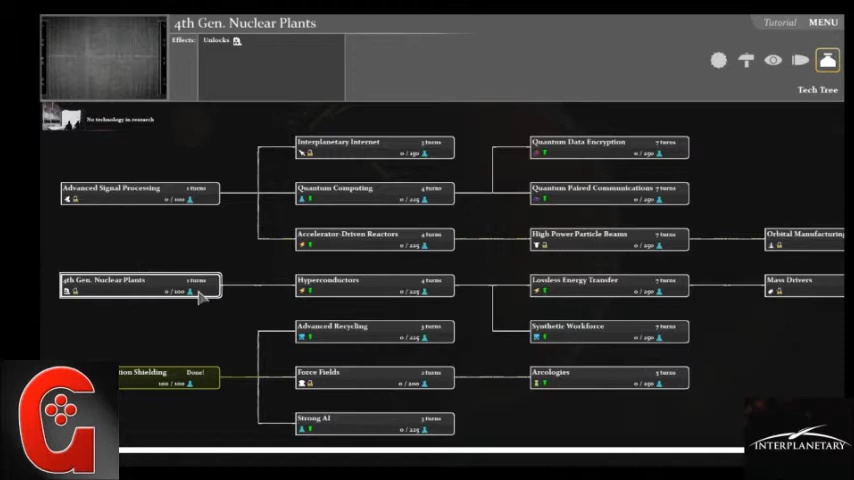 4th Gen. Nuclear Plants
Tutorial MENU
Effects: Unlocks
Tech Tree
No technology in research
Interplanetary Internet 3 turns
0 / 150
Quantum Data Encryption 7 turns
0 / 250
Advanced Signal Processing 1 turns
0 / 100
Quantum Computing 4 turns
0 / 225
Quantum Paired Communications 7 turns
0 / 250
Accelerator-Driven Reactors 4 turns
0 / 225
High Power Particle Beams 7 turns
0 / 250
Orbital Manufacturing
4th Gen. Nuclear Plants 1 turns
0 / 100
Hyperconductors 4 turns
0 / 225
Lossless Energy Transfer 7 turns
0 / 250
Mass Drivers
Advanced Recycling 3 turns
0 / 225
Synthetic Workforce 7 turns
0 / 250
tion Shielding Done!
100 / 100
Force Fields 2 turns
0 / 200
Arcologies 5 turns
0 / 250
Strong AI 3 turns
0 / 225
G
INTERPLANETARY